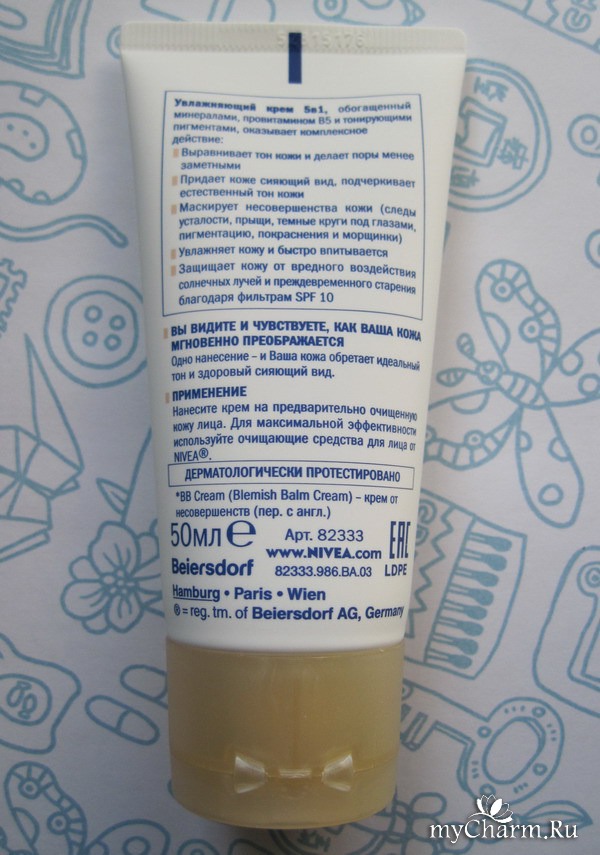 Увлажняющий крем 5в1, обогащенный
минералами, провитамином B5 и тонирующими
пигментами, оказывает комплексное
действие:
Выравнивает тон кожи и делает поры менее
заметными
Придает коже сияющий вид, подчеркивает
естественный тон кожи
Маскирует несовершенства кожи (следы
усталости, прыщи, темные круги под глазами,
пигментацию, покраснения и морщинки)
Увлажняет кожу и быстро впитывается
Защищает кожу от вредного воздействия
солнечных лучей и преждевременного старения
благодаря фильтрам SPF 10
ВЫ ВИДИТЕ И ЧУВСТВУЕТЕ, КАК ВАША КОЖА
МГНОВЕННО ПРЕОБРАЖАЕТСЯ
Одно нанесение – и Ваша кожа обретает идеальный
тон и здоровый сияющий вид.
ПРИМЕНЕНИЕ
Нанесите крем на предварительно очищенную
кожу лица. Для максимальной эффективности
используйте очищающие средства для лица от
NIVEA®.
ДЕРМАТОЛОГИЧЕСКИ ПРОТЕСТИРОВАНО
*BB Cream (Blemish Balm Cream) – крем от
несовершенств (пер. с англ.)
50мл e Арт. 82333
www.NIVEA.com EAC
Beiersdorf 82333.986.BA.03 LDPE
Hamburg • Paris • Wien
® = reg. tm. of Beiersdorf AG, Germany
myCharm.Ru